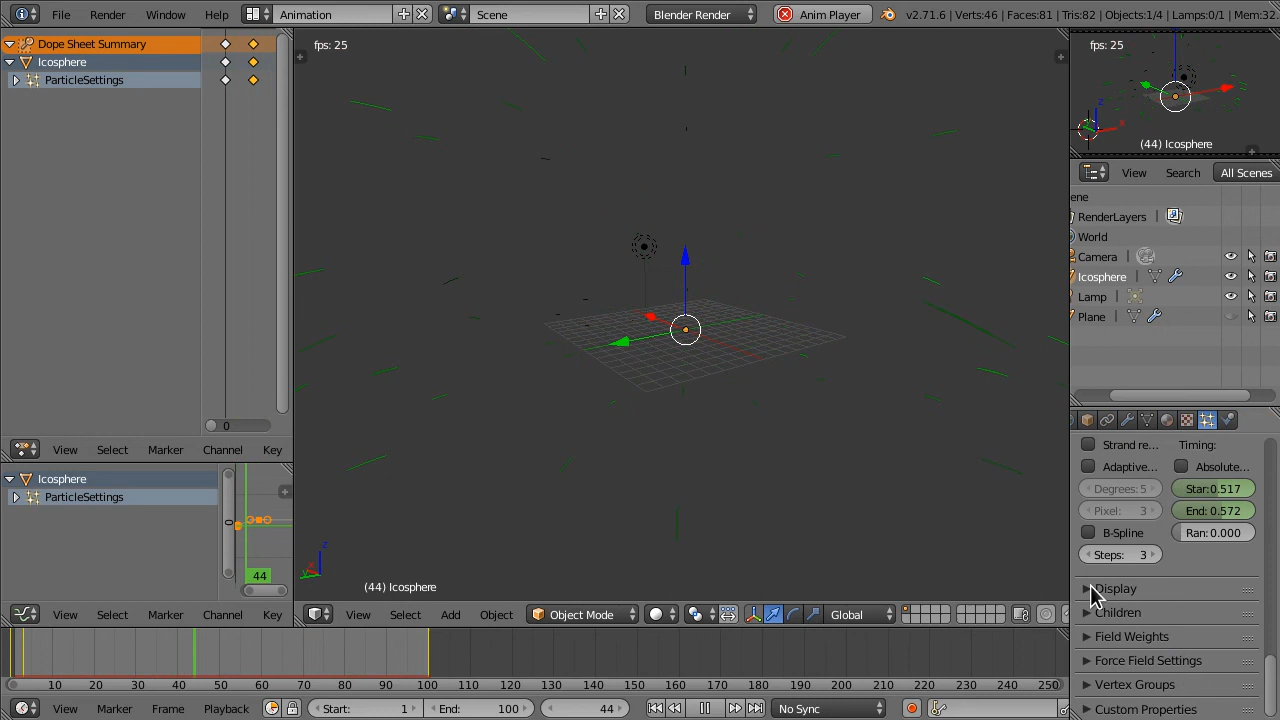 File Render Window Help Animation Scene Blender Render Anim Player v2.71.6 | Verts:46 | Faces:81 | Tris:82 | Objects:1/4 | Lamps:0/1 | Mem:32
Dope Sheet Summary
Icosphere
ParticleSettings
0
View Select Marker Channel Key
Icosphere
ParticleSettings
0
44
View Select Marker Channel Key
fps: 25
z
x
y
(44) Icosphere
View Select Add Object Object Mode Global
fps: 25
z
x
(44) Icosphere
View Search All Scenes
ene
RenderLayers
World
Camera
Icosphere
Lamp
Plane
Strand re... Timing:
Adaptive... Absolute...
Degrees: 5 Star: 0.517
Pixel: 3 End: 0.572
B-Spline Ran: 0.000
Steps: 3
Display
Children
Field Weights
Force Field Settings
Vertex Groups
Custom Properties
10 20 30 40 50 60 70 80 90 100 110 120 130 140 150 160 170 180 190 200 210 220 230 240 250
View Marker Frame Playback Start: 1 End: 100 44 No Sync